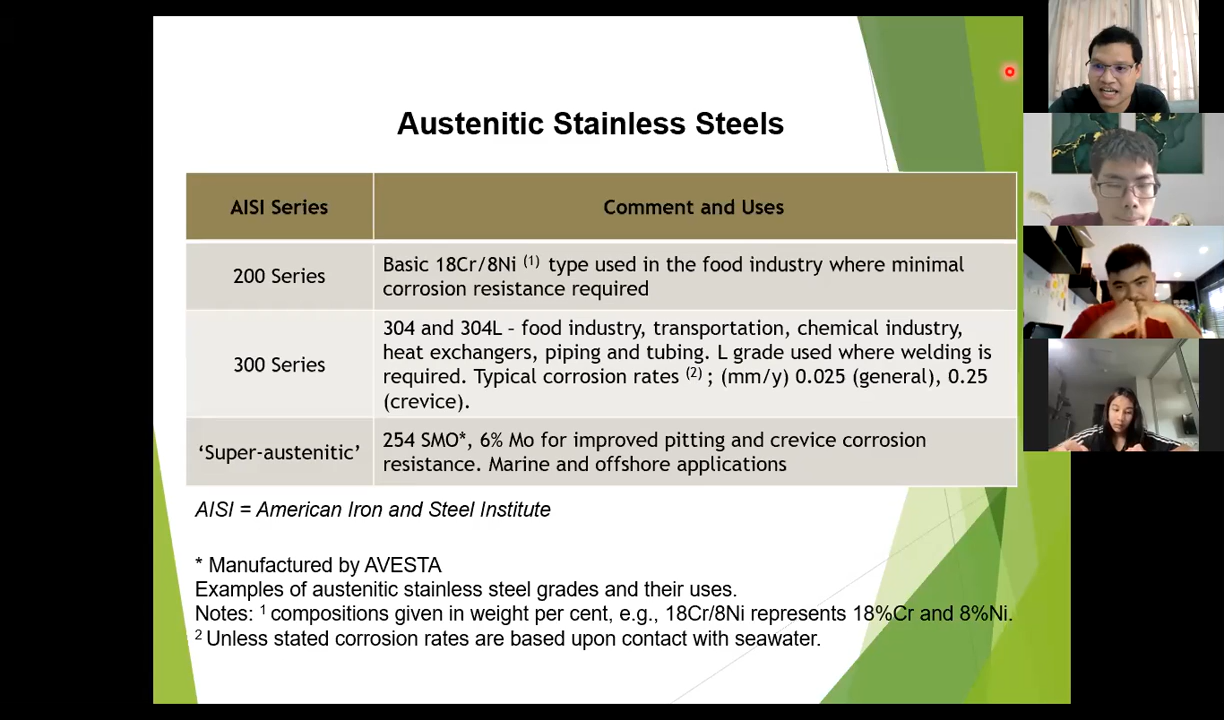 Austenitic Stainless Steels
AISI Series
Comment and Uses
200 Series
Basic 18Cr/8Ni (1) type used in the food industry where minimal
corrosion resistance required
300 Series
304 and 304L – food industry, transportation, chemical industry,
heat exchangers, piping and tubing. L grade used where welding is
required. Typical corrosion rates (2) ; (mm/y) 0.025 (general), 0.25
(crevice).
‘Super-austenitic’
254 SMO*, 6% Mo for improved pitting and crevice corrosion
resistance. Marine and offshore applications
AISI = American Iron and Steel Institute
* Manufactured by AVESTA
Examples of austenitic stainless steel grades and their uses.
Notes: 1 compositions given in weight per cent, e.g., 18Cr/8Ni represents 18%Cr and 8%Ni.
2 Unless stated corrosion rates are based upon contact with seawater.